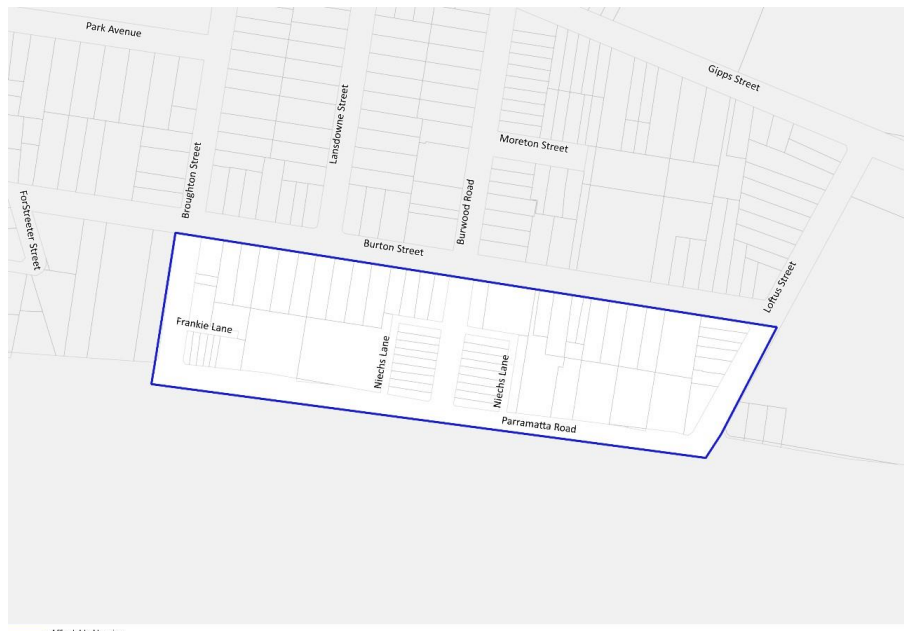 Park Avenue
Gipps Street
Lansdowne Street
Moreton Street
Broughton Street
Burwood Road
ForStreeter Street
Burton Street
Loftus Street
Frankie Lane
Niechs Lane
Niechs Lane
Parramatta Road